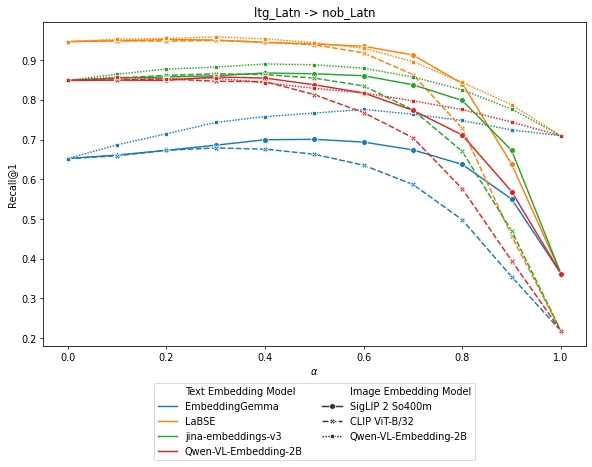 ltg_Latn -> nob_Latn
Recall@1
0.9
0.8
0.7
0.6
0.5
0.4
0.3
0.2
0.0
0.2
0.4
0.6
0.8
1.0
α
Text Embedding Model
EmbeddingGemma
LaBSE
jina-embeddings-v3
Qwen-VL-Embedding-2B
Image Embedding Model
SigLIP 2 So400m
CLIP ViT-B/32
Qwen-VL-Embedding-2B